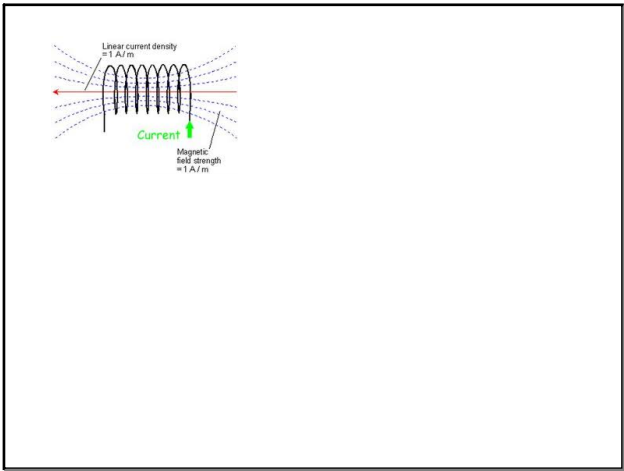 Linear current density
= 1 A / m
Current
Magnetic
field strength
= 1 A / m